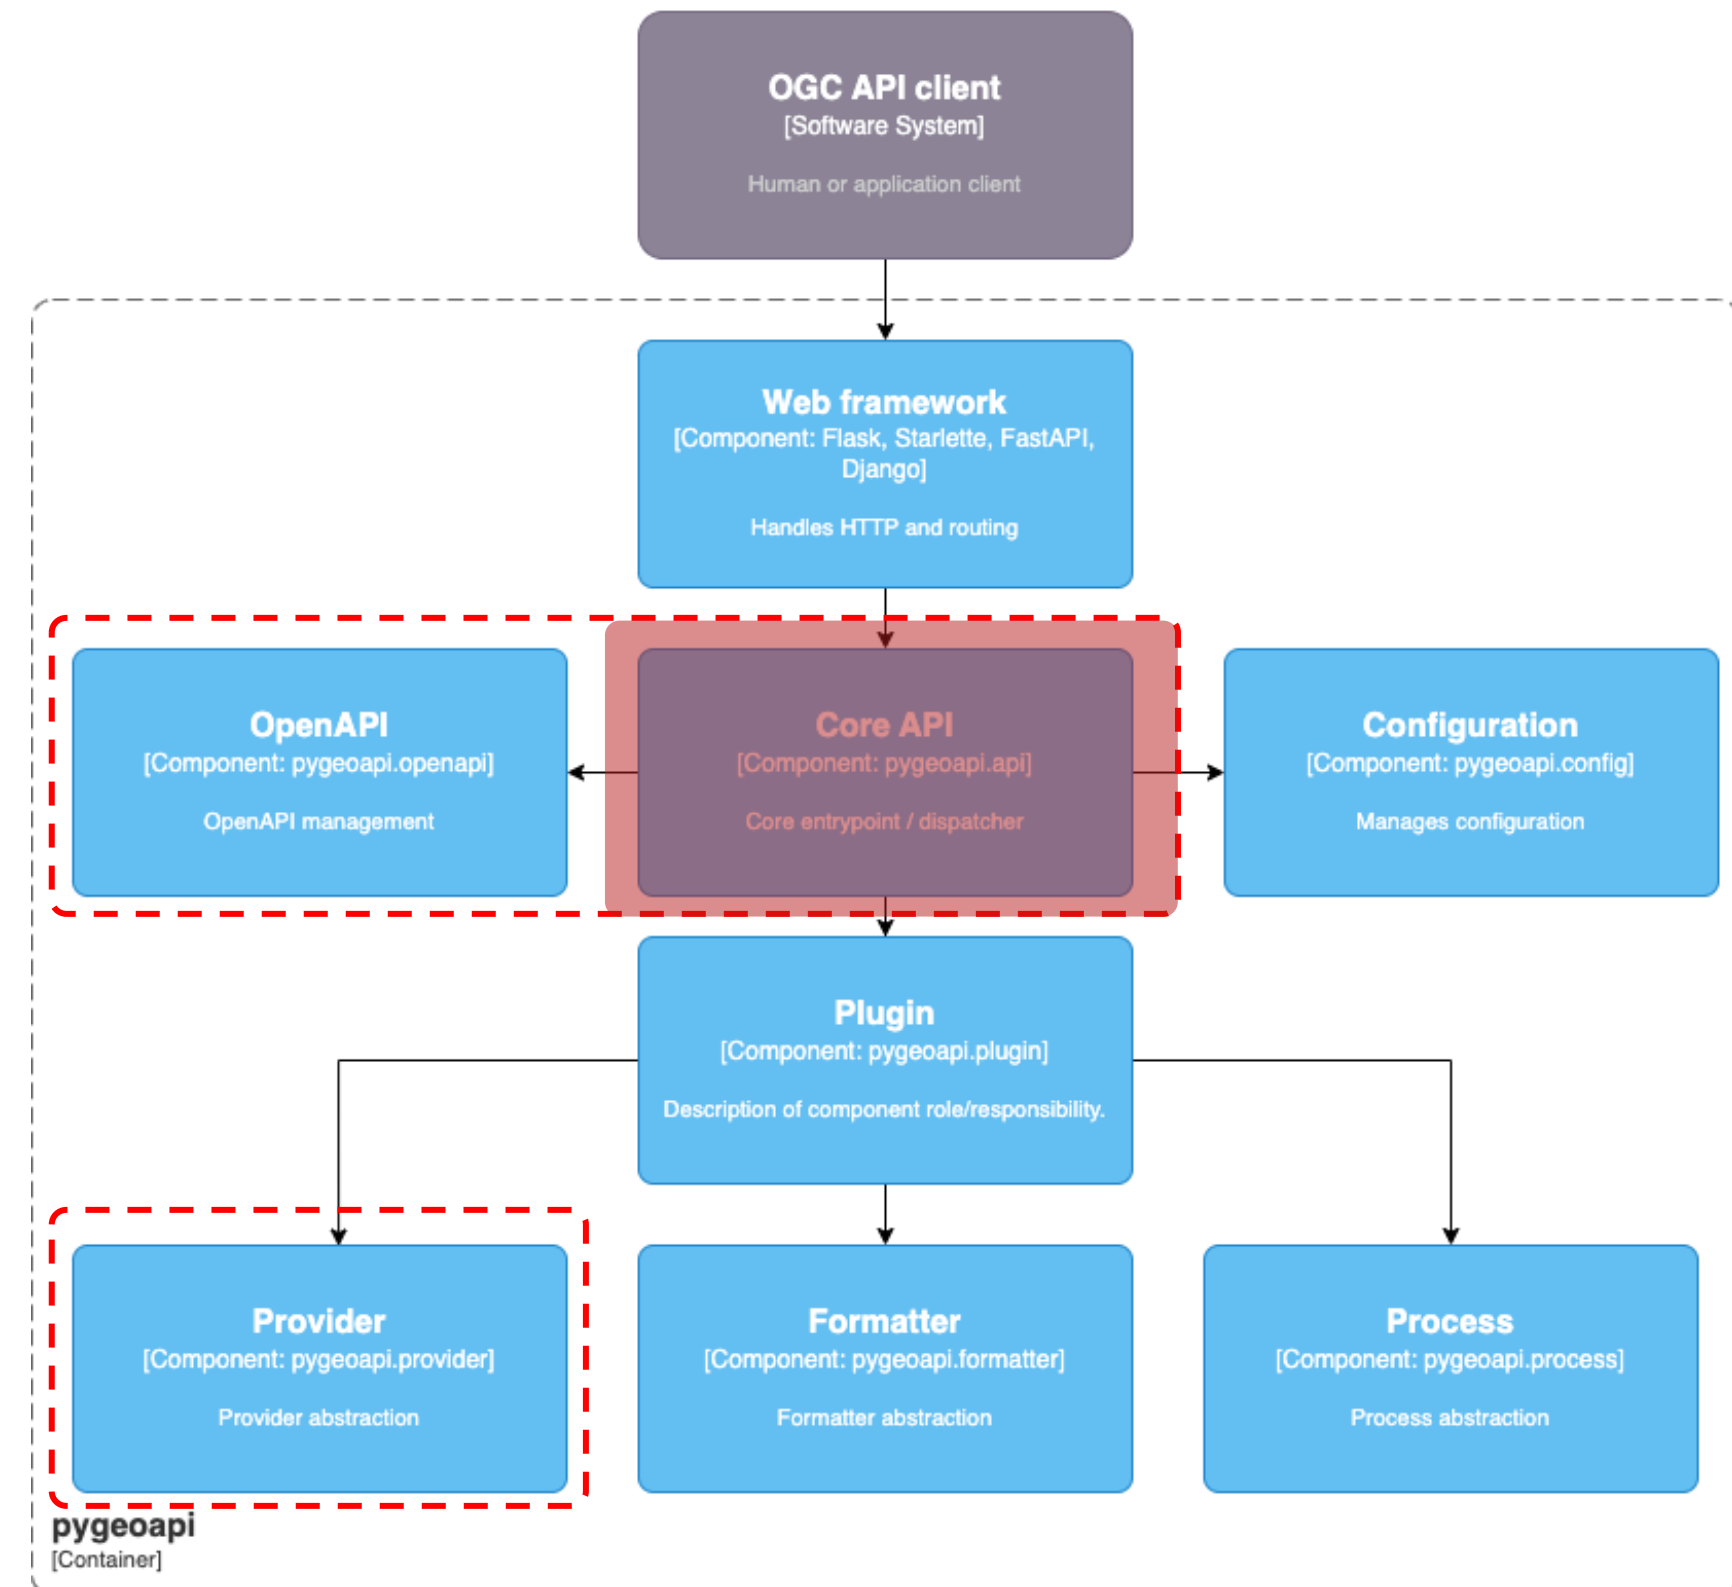 OGC API client
[Software System]
Human or application client
Web framework
[Component: Flask, Starlette, FastAPI,
Django]
Handles HTTP and routing
OpenAPI
[Component: pygeoapi.openapi]
OpenAPI management
Core API
[Component: pygeoapi.api]
Core entrypoint / dispatcher
Configuration
[Component: pygeoapi.config]
Manages configuration
Plugin
[Component: pygeoapi.plugin]
Description of component role/responsibility.
Provider
[Component: pygeoapi.provider]
Provider abstraction
Formatter
[Component: pygeoapi.formatter]
Formatter abstraction
Process
[Component: pygeoapi.process]
Process abstraction
pygeoapi
[Container]